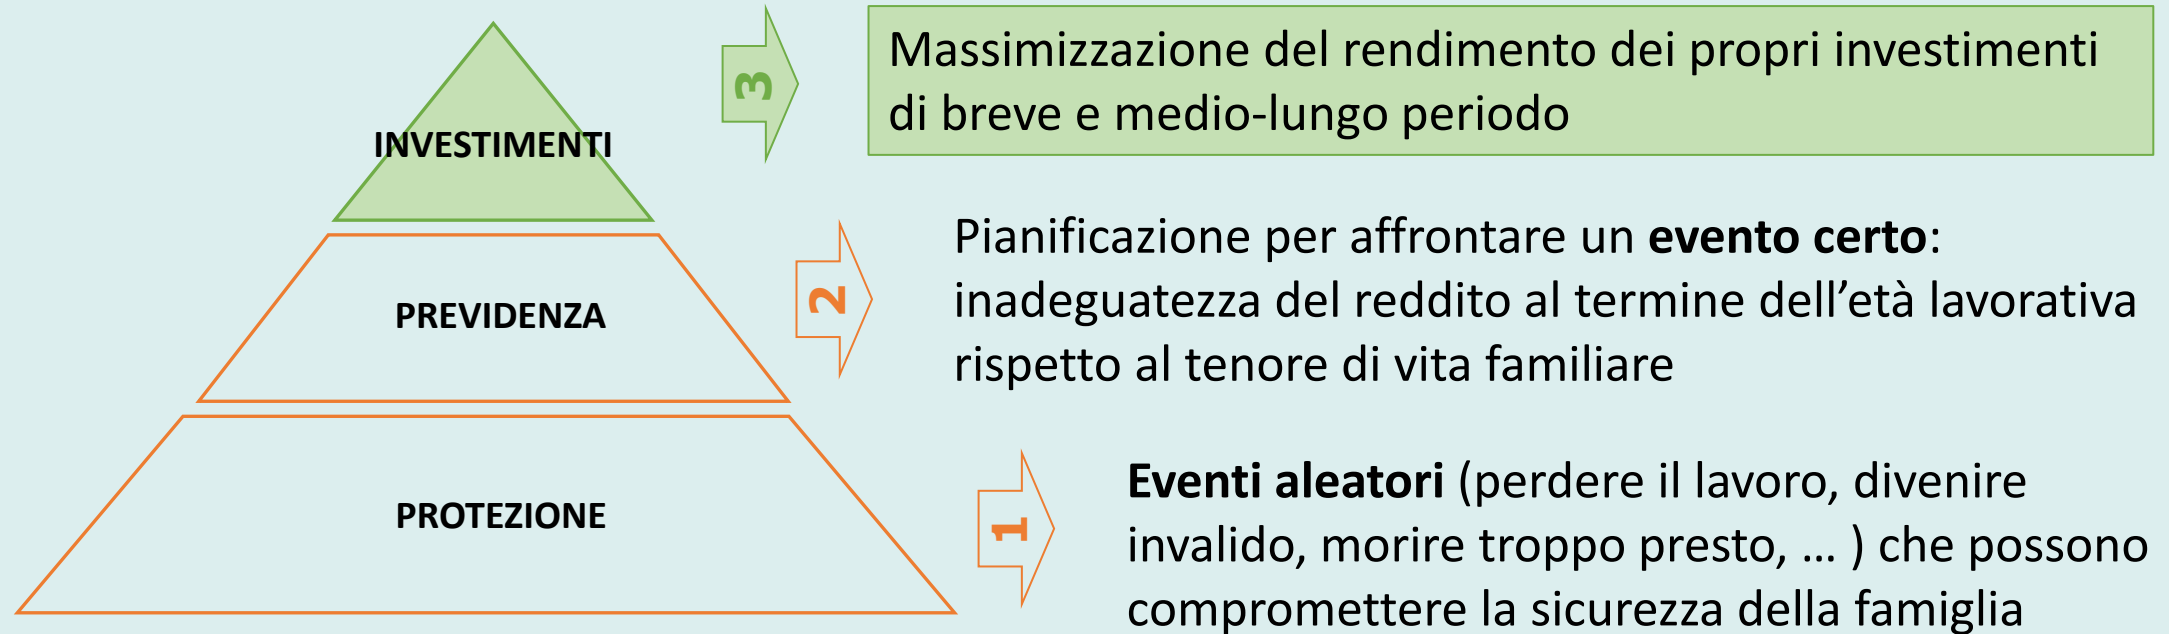 INVESTIMENTI
3
Massimizzazione del rendimento dei propri investimenti
di breve e medio-lungo periodo
PREVIDENZA
2
Pianificazione per affrontare un evento certo:
inadeguatezza del reddito al termine dell’età lavorativa
rispetto al tenore di vita familiare
PROTEZIONE
1
Eventi aleatori (perdere il lavoro, divenire
invalido, morire troppo presto, … ) che possono
compromettere la sicurezza della famiglia